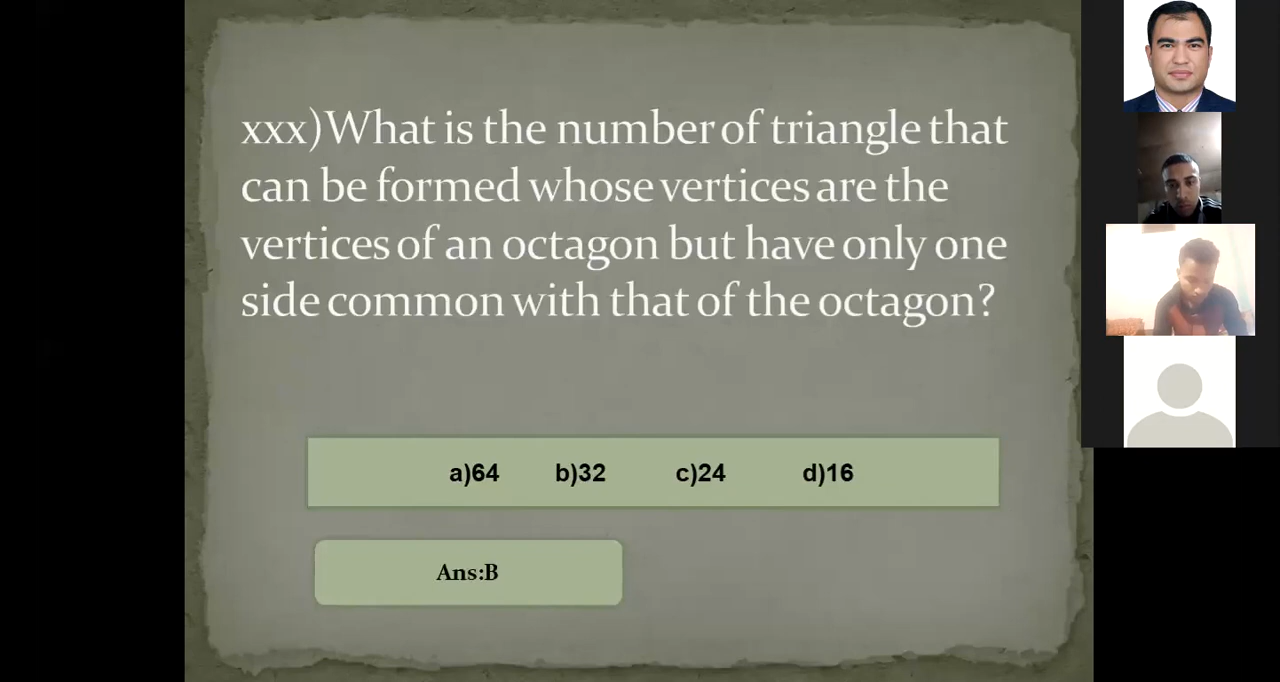 xxx)What is the number of triangle that
can be formed whose vertices are the
vertices of an octagon but have only one
side common with that of the octagon?
a)64 b)32 c)24 d)16
Ans:B